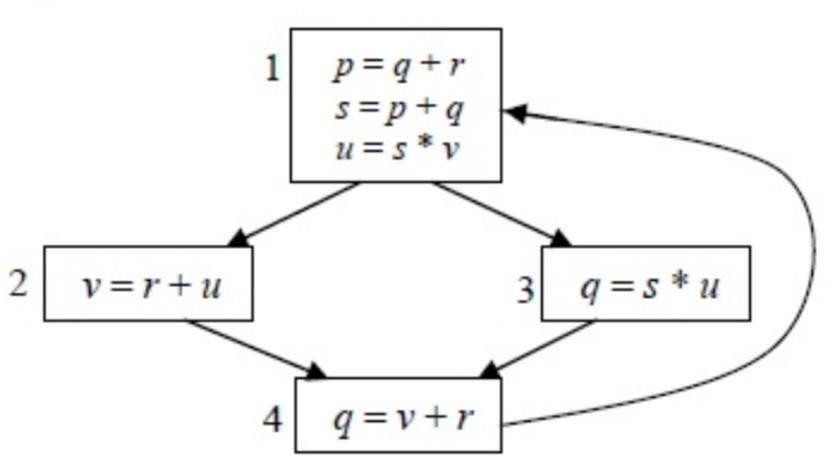 1
p = q + r
s = p + q
u = s * v
2
v = r + u
3
q = s * u
4
q = v + r